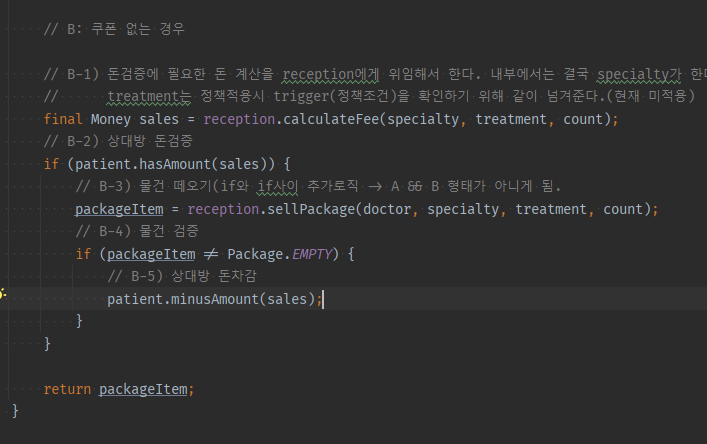 // B: 쿠폰 없는 경우
// B-1) 돈검증에 필요한 돈 계산을 reception에게 위임해서 한다. 내부에서는 결국 specialty가 한다
// treatment는 정책적용시 trigger(정책조건)을 확인하기 위해 같이 넘겨준다.(현재 미적용)
final Money sales = reception.calculateFee(specialty, treatment, count);
// B-2) 상대방 돈검증
if (patient.hasAmount(sales)) {
// B-3) 물건 떼오기(if와 if사이 추가로직 -> A && B 형태가 아니게 됨.
packageItem = reception.sellPackage(doctor, specialty, treatment, count);
// B-4) 물건 검증
if (packageItem != Package.EMPTY) {
// B-5) 상대방 돈차감
patient.minusAmount(sales);
}
}
return packageItem;
}